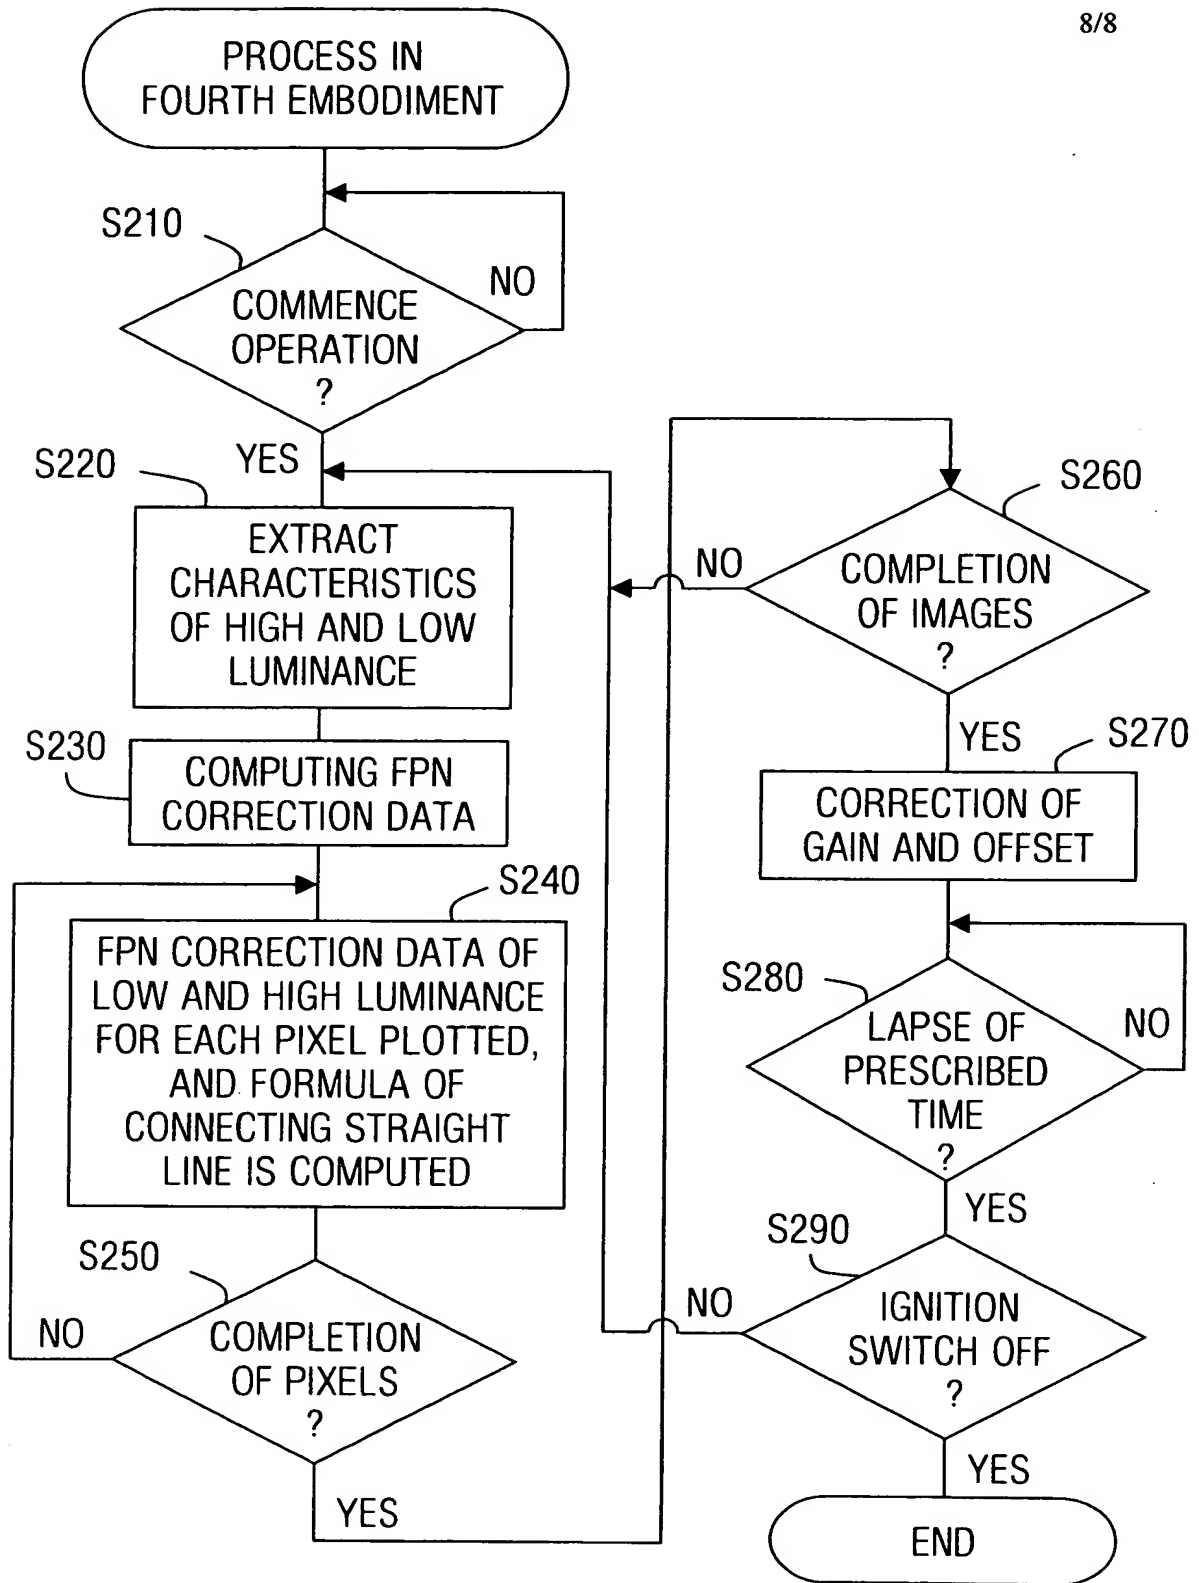 8/8
PROCESS IN
FOURTH EMBODIMENT
S210
NO
COMMENCE
OPERATION
?
YES
S220
EXTRACT
CHARACTERISTICS
OF HIGH AND LOW
LUMINANCE
S230
COMPUTING FPN
CORRECTION DATA
S240
FPN CORRECTION DATA OF
LOW AND HIGH LUMINANCE
FOR EACH PIXEL PLOTTED,
AND FORMULA OF
CONNECTING STRAIGHT
LINE IS COMPUTED
S250
NO
COMPLETION
OF PIXELS
?
YES
S260
NO
COMPLETION
OF IMAGES
?
YES
S270
CORRECTION OF
GAIN AND OFFSET
S280
NO
LAPSE OF
PRESCRIBED
TIME
?
YES
S290
NO
IGNITION
SWITCH OFF
?
YES
END